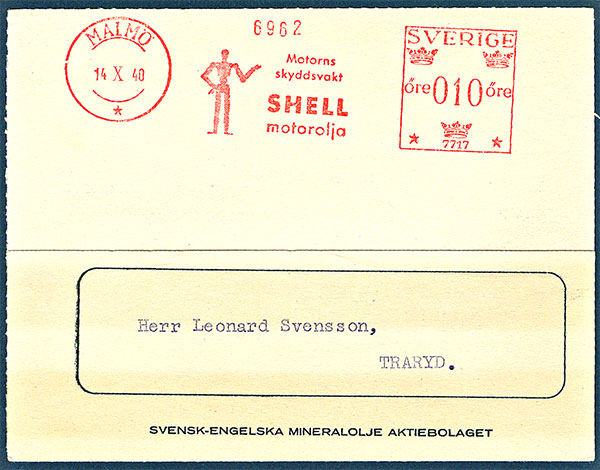 6962
MALMÖ
14 X 40
Motorns
skyddsvakt
SHELL
motorolja
SVERIGE
öre 010 öre
7717
Herr Leonard Svensson,
TRARYD.
SVENSK-ENGELSKA MINERALOLJE AKTIEBOLAGET